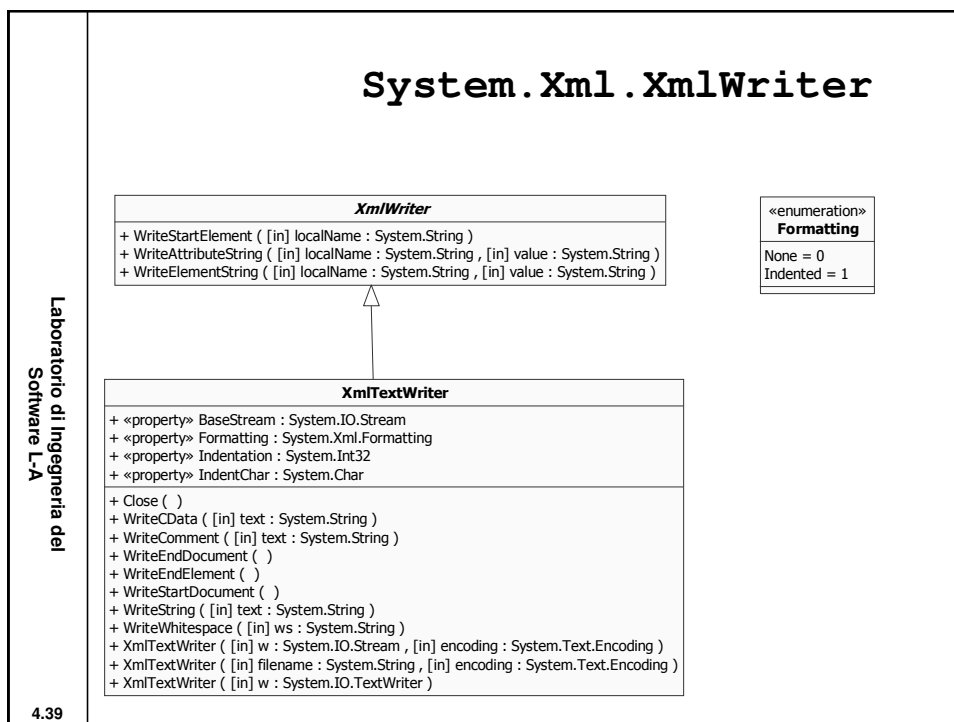 System.Xml.XmlWriter
XmlWriter
+ WriteStartElement ( [in] localName : System.String )
+ WriteAttributeString ( [in] localName : System.String , [in] value : System.String )
+ WriteElementString ( [in] localName : System.String , [in] value : System.String )
«enumeration»
Formatting
None = 0
Indented = 1
XmlTextWriter
+ «property» BaseStream : System.IO.Stream
+ «property» Formatting : System.Xml.Formatting
+ «property» Indentation : System.Int32
+ «property» IndentChar : System.Char
+ Close ( )
+ WriteCData ( [in] text : System.String )
+ WriteComment ( [in] text : System.String )
+ WriteEndDocument ( )
+ WriteEndElement ( )
+ WriteStartDocument ( )
+ WriteString ( [in] text : System.String )
+ WriteWhitespace ( [in] ws : System.String )
+ XmlTextWriter ( [in] w : System.IO.Stream , [in] encoding : System.Text.Encoding )
+ XmlTextWriter ( [in] filename : System.String , [in] encoding : System.Text.Encoding )
+ XmlTextWriter ( [in] w : System.IO.TextWriter )
Laboratorio di Ingegneria del
Software L-A
4.39